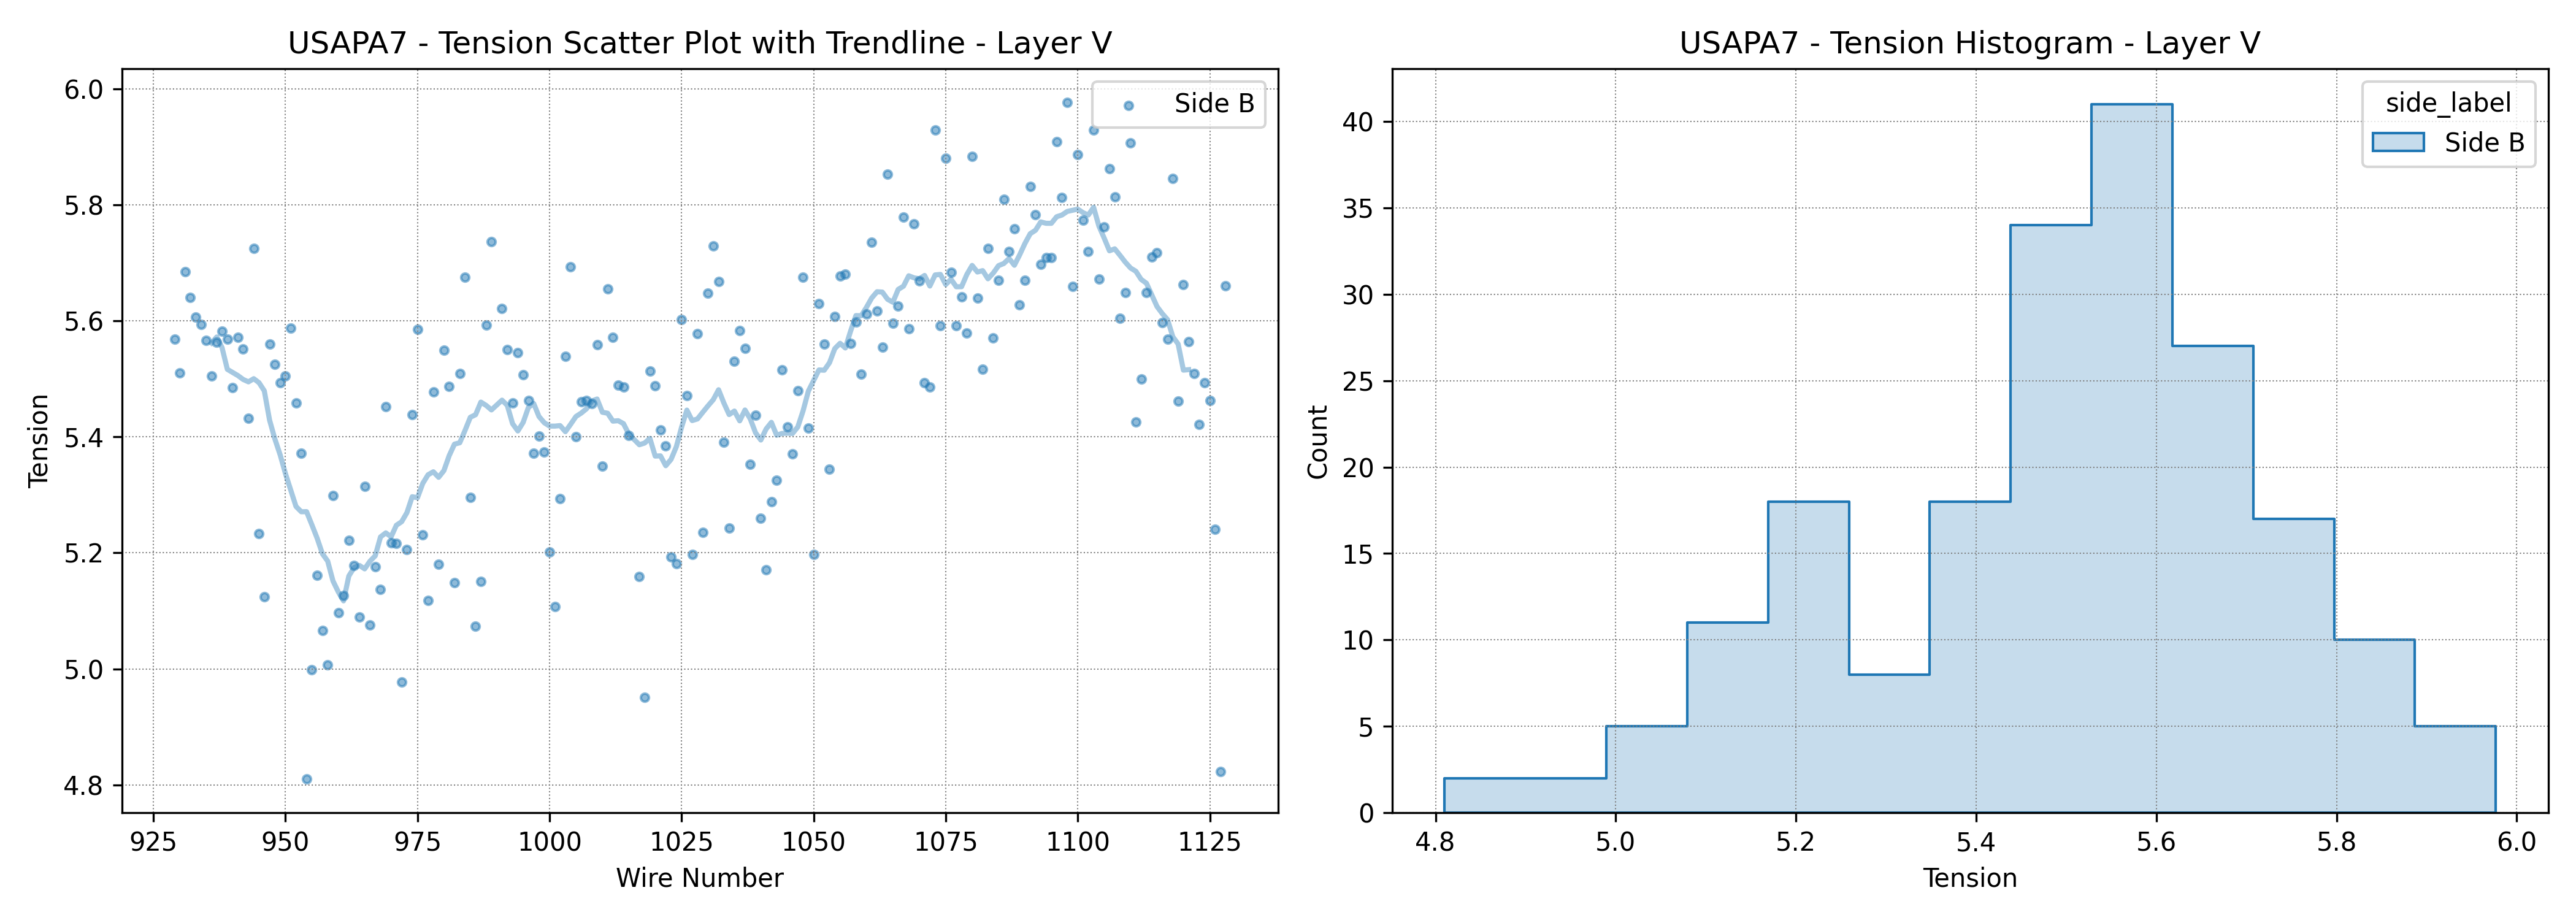 USAPA7 - Tension Scatter Plot with Trendline - Layer V
Side B
6.0
5.8
5.6
5.4
5.2
5.0
4.8
Tension
925 950 975 1000 1025 1050 1075 1100 1125
Wire Number
USAPA7 - Tension Histogram - Layer V
side_label
Side B
40
35
30
25
20
15
10
5
0
Count
4.8 5.0 5.2 5.4 5.6 5.8 6.0
Tension